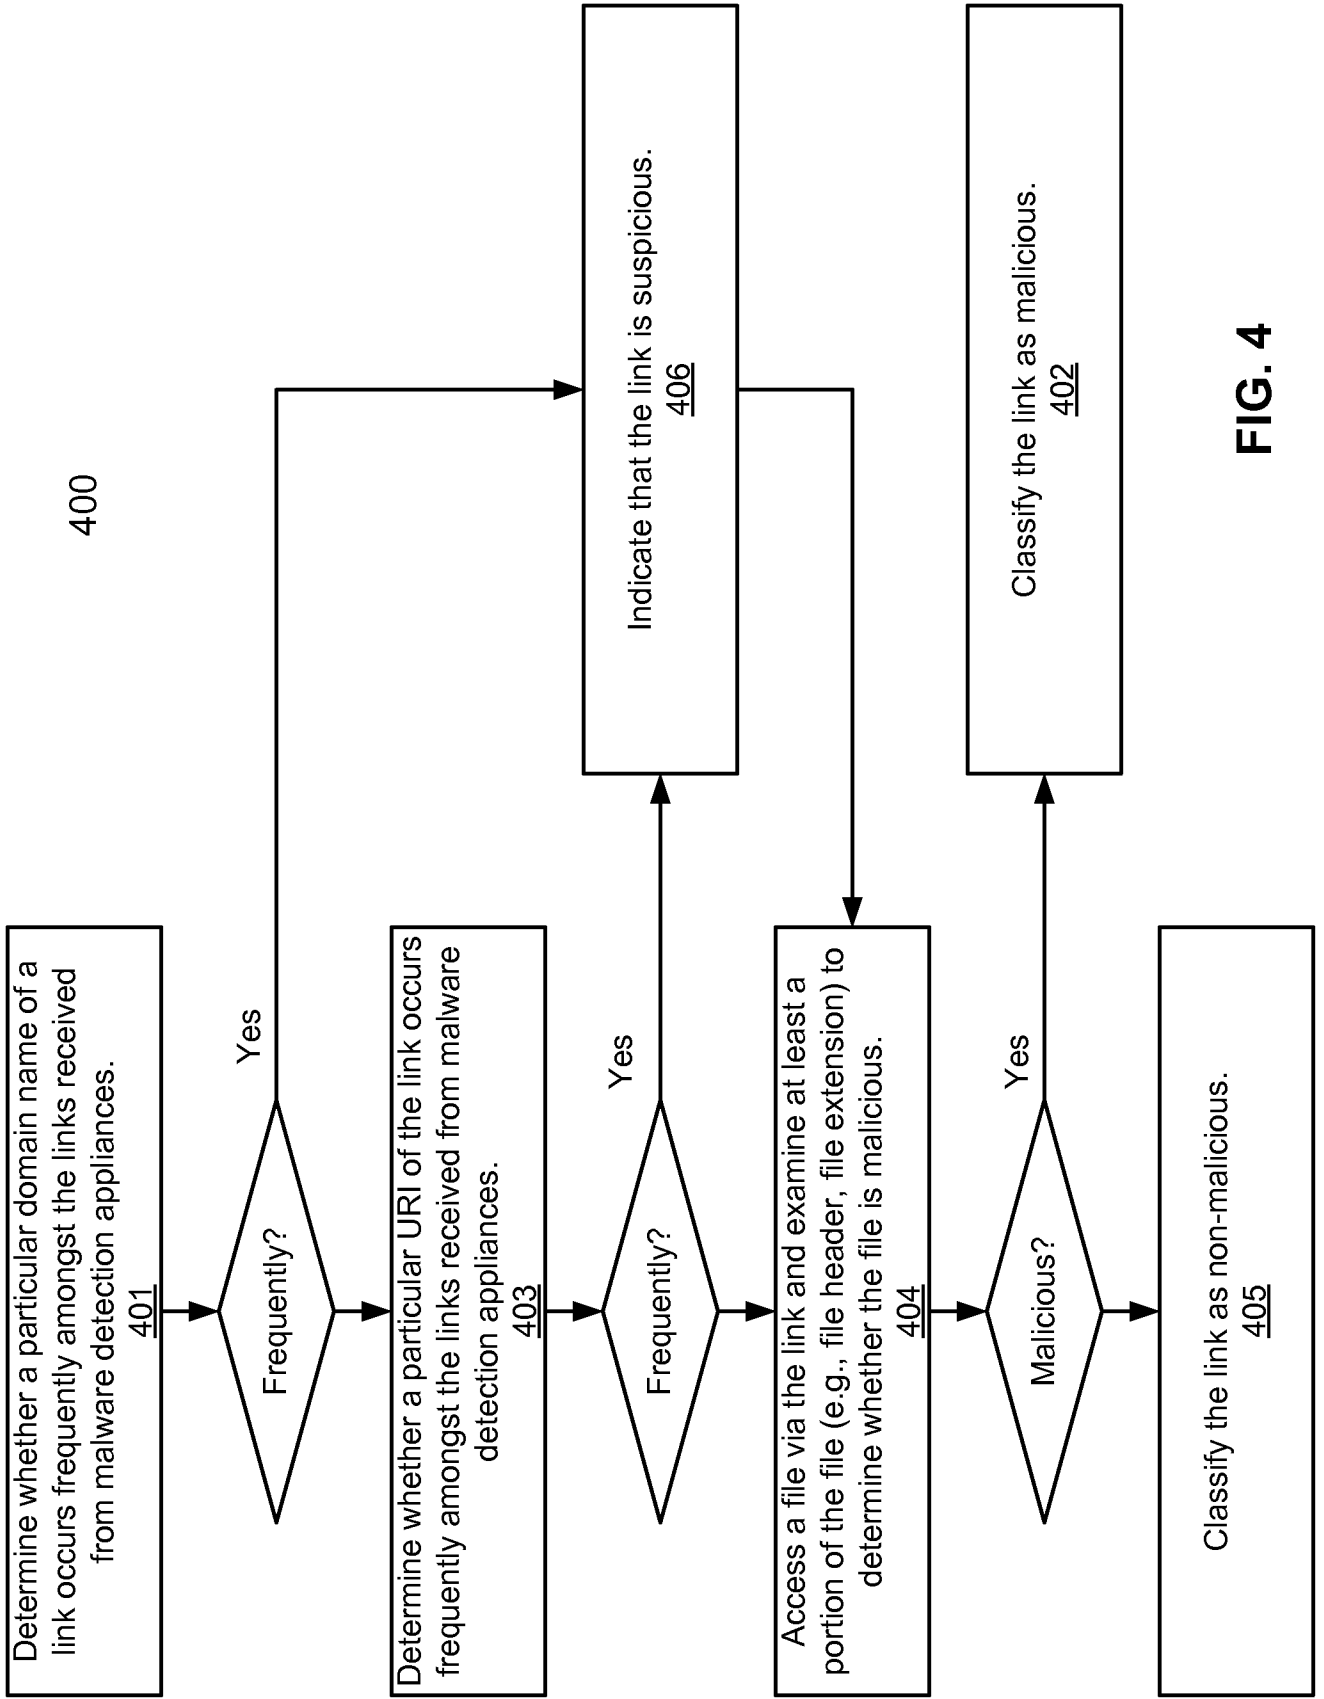 400
Determine whether a particular domain name of a
link occurs frequently amongst the links received
from malware detection appliances.
401
Frequently?
Yes
Determine whether a particular URI of the link occurs
frequently amongst the links received from malware
detection appliances.
403
Frequently?
Yes
Indicate that the link is suspicious.
406
Access a file via the link and examine at least a
portion of the file (e.g., file header, file extension) to
determine whether the file is malicious.
404
Malicious?
Yes
Classify the link as malicious.
402
Classify the link as non-malicious.
405
FIG. 4